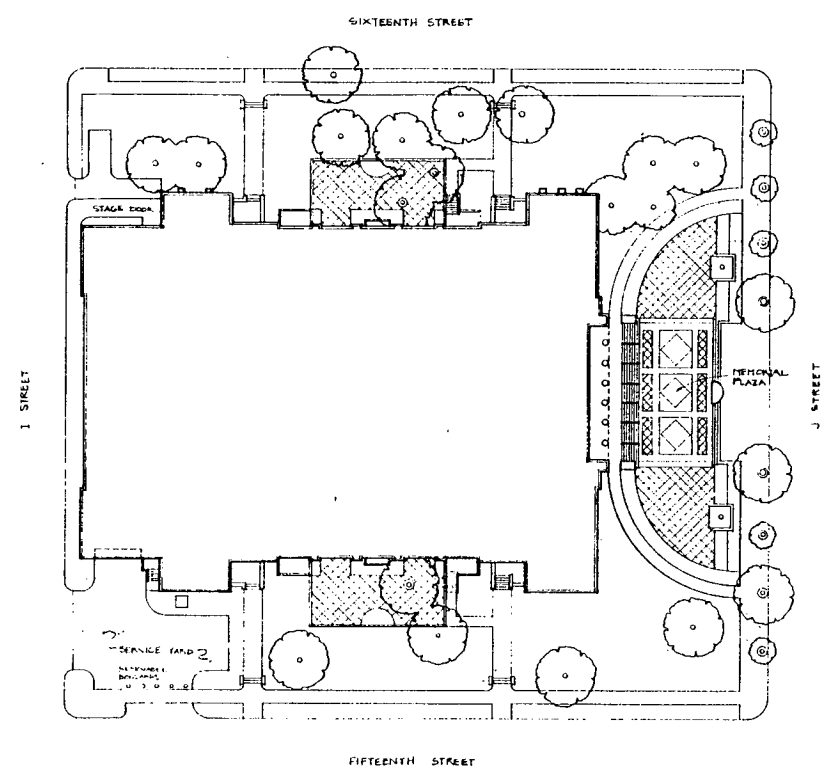 SIXTEENTH STREET
STAGE DOOR
I STREET
MEMORIAL
PLAZA
J STREET
SERVICE YARD
REMOVABLE
BOLLARDS
FIFTEENTH STREET